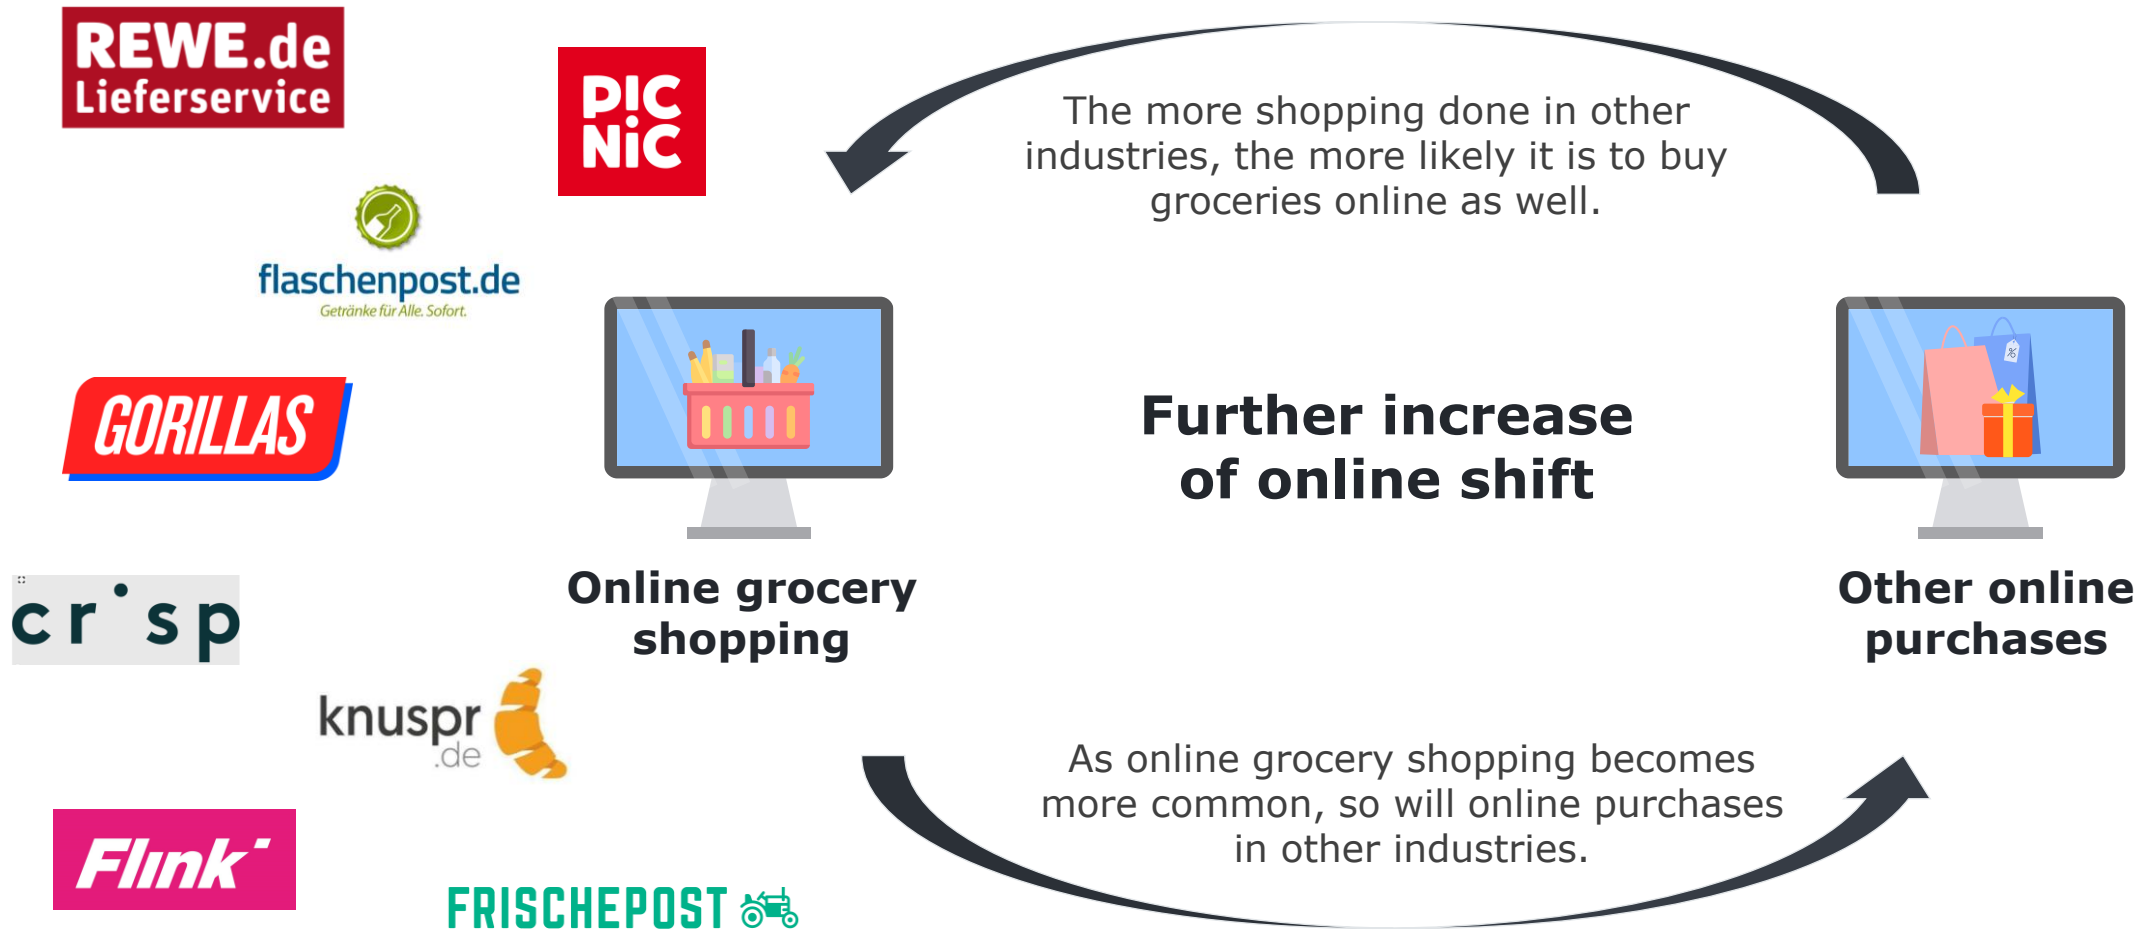 REWE.de
Lieferservice
PIC
NiC
flaschenpost.de
Getränke für Alle. Sofort.
GORILLAS
crisp
knuspr
.de
Flink
FRISCHEPOST
The more shopping done in other
industries, the more likely it is to buy
groceries online as well.
%
Further increase
of online shift
Online grocery
shopping
Other online
purchases
As online grocery shopping becomes
more common, so will online purchases
in other industries.